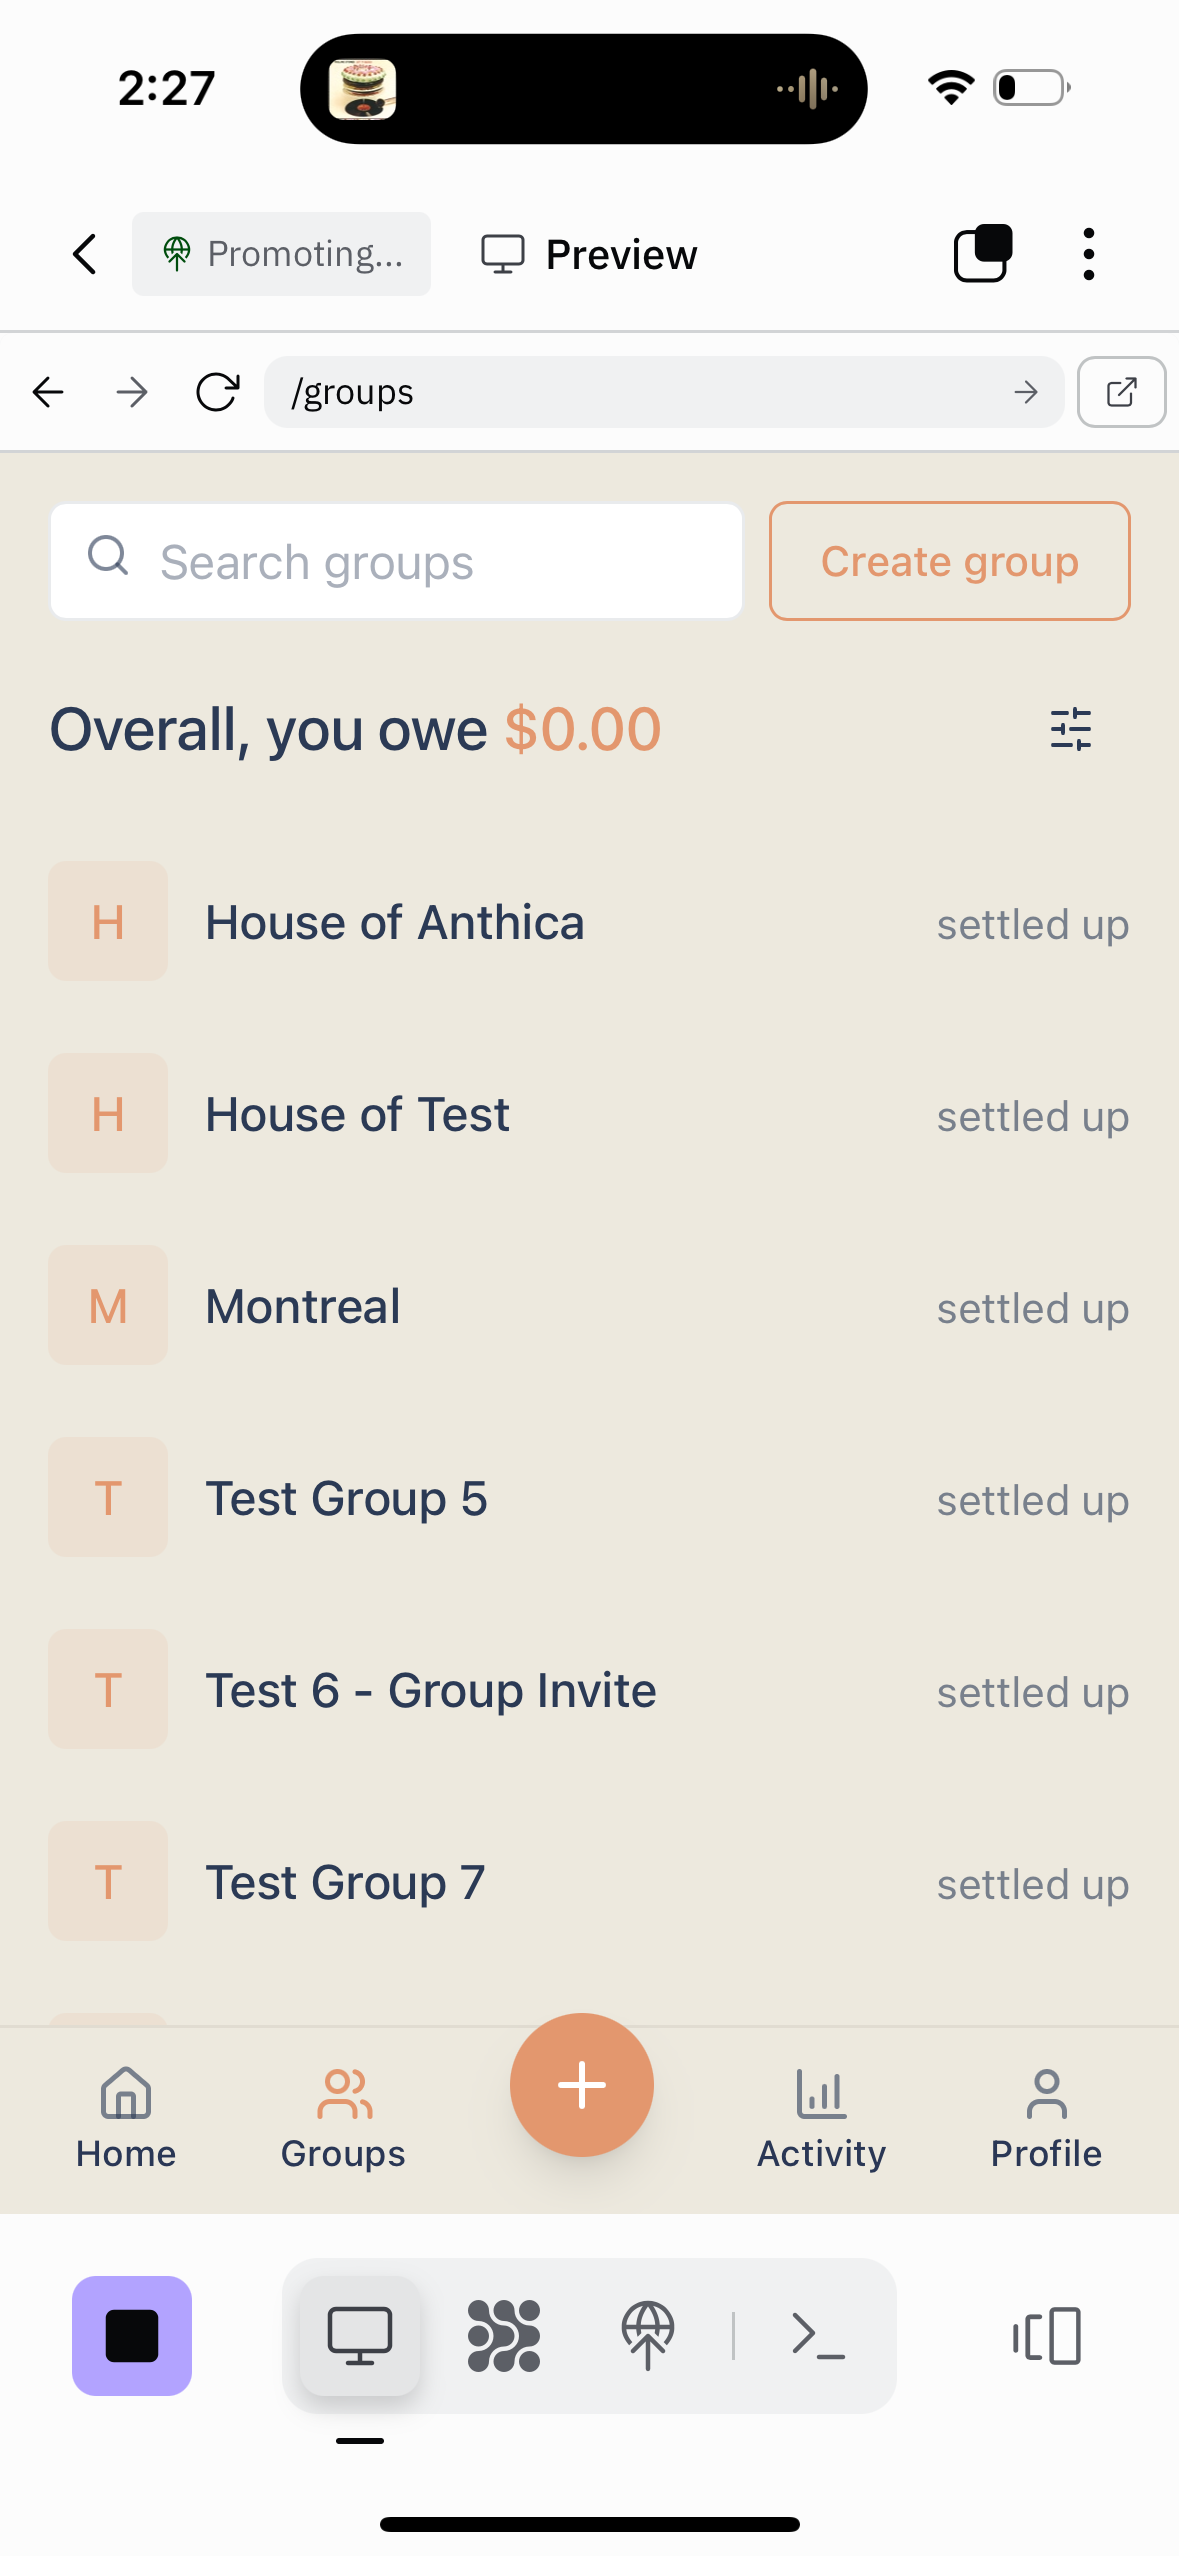 2:27
Promoting...
Preview
/groups
Search groups
Create group
Overall, you owe $0.00
H House of Anthica settled up
H House of Test settled up
M Montreal settled up
T Test Group 5 settled up
T Test 6 - Group Invite settled up
T Test Group 7 settled up
Home Groups Activity Profile